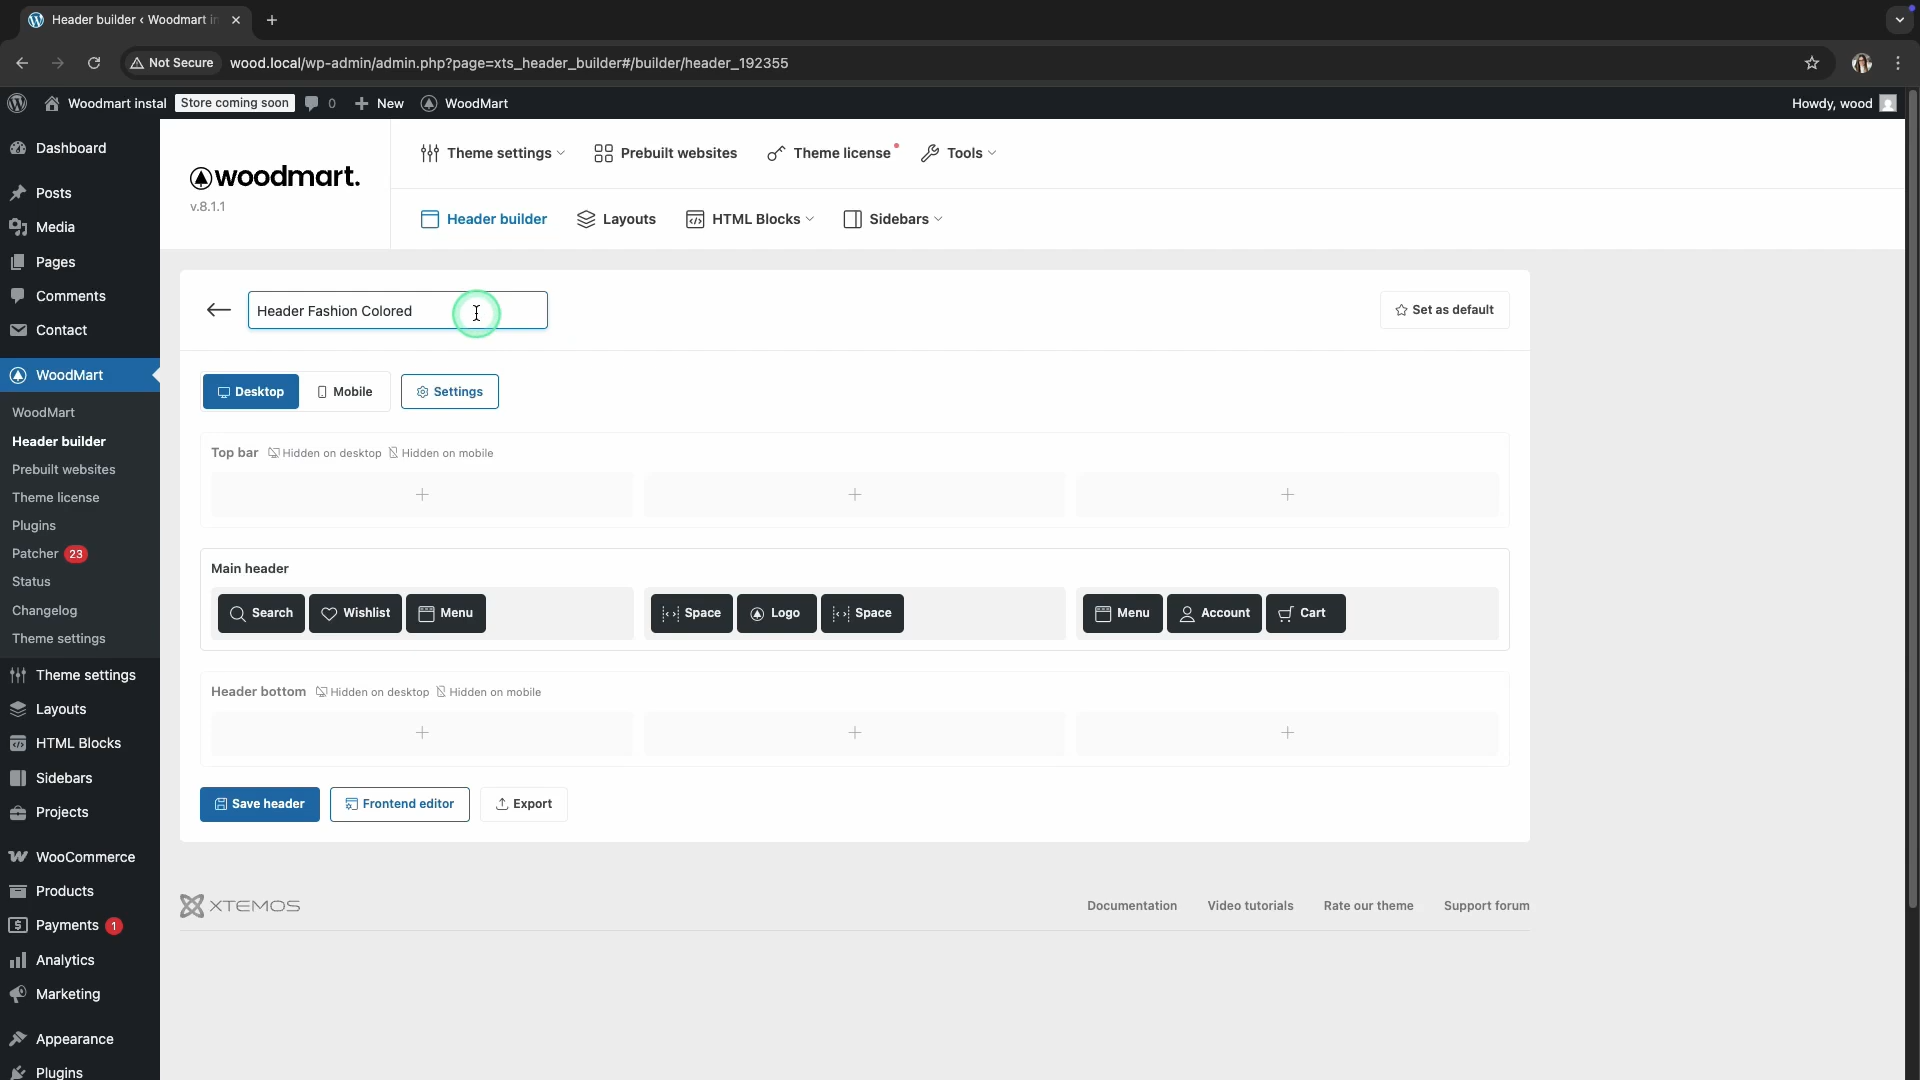 Header builder ‹ Woodmart in
Not Secure wood.local/wp-admin/admin.php?page=xts_header_builder#/builder/header_192355
Woodmart instal Store coming soon 0 New WoodMart Howdy, wood
Dashboard
Posts
Media
Pages
Comments
Contact
WoodMart
WoodMart
Header builder
Prebuilt websites
Theme license
Plugins
Patcher 23
Status
Changelog
Theme settings
Theme settings
Layouts
HTML Blocks
Sidebars
Projects
WooCommerce
Products
Payments 1
Analytics
Marketing
Appearance
Plugins
woodmart.
v.8.1.1
Theme settings Prebuilt websites Theme license Tools
Header builder Layouts HTML Blocks Sidebars
Header Fashion Colored Set as default
Desktop Mobile Settings
Top bar Hidden on desktop Hidden on mobile
Main header
Search Wishlist Menu Space Logo Space Menu Account Cart
Header bottom Hidden on desktop Hidden on mobile
Save header Frontend editor Export
XTEMOS Documentation Video tutorials Rate our theme Support forum